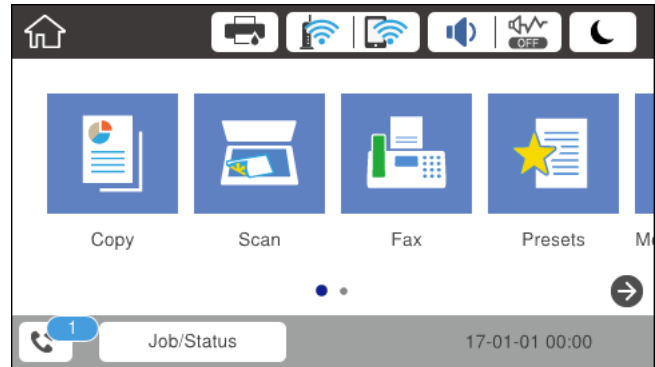 OFF
Copy
Scan
Fax
Presets
M
1
Job/Status
17-01-01 00:00